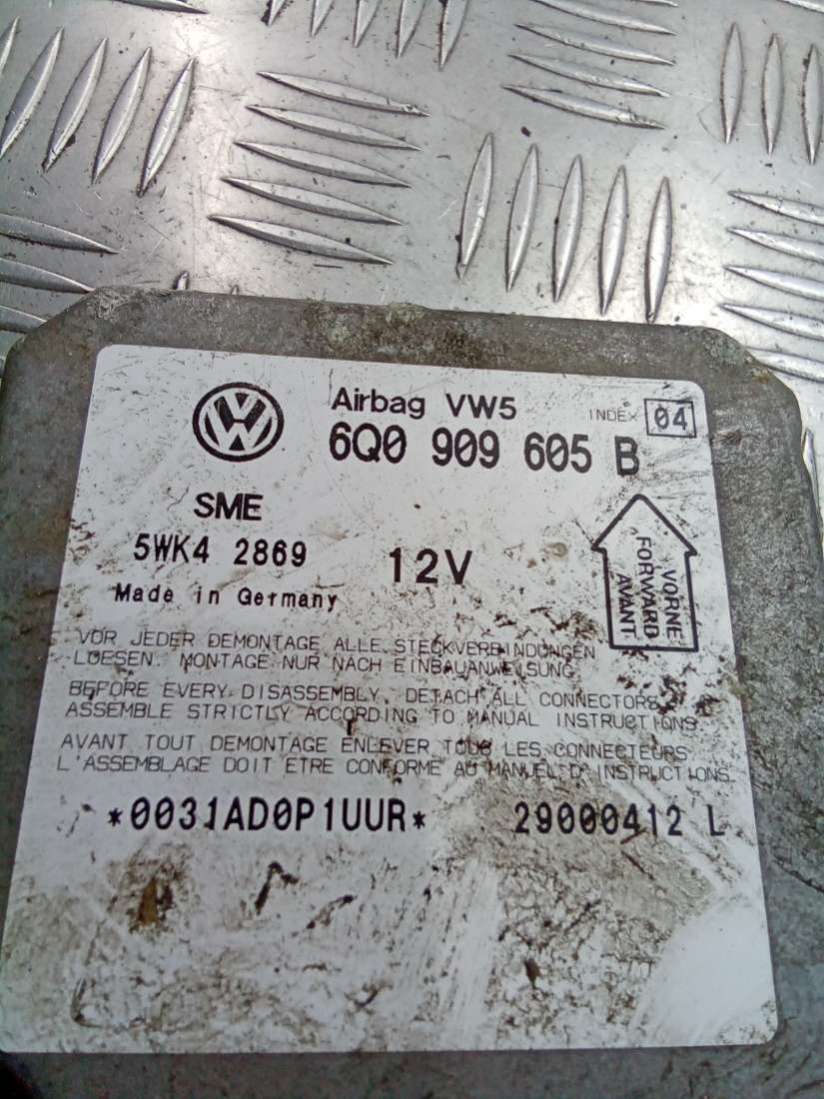 Airbag VW5
INDEX 04
6Q0 909 605 B
SME
5WK4 2869
12V
Made in Germany
VORNE
FORWARD
AVANT
VOR JEDER DEMONTAGE ALLE STECKVERBINDUNGEN
LOESEN. MONTAGE NUR NACH EINBAUANWEISUNG
BEFORE EVERY DISASSEMBLY, DETACH ALL CONNECTORS.
ASSEMBLE STRICTLY ACCORDING TO MANUAL INSTRUCTIONS.
AVANT TOUT DEMONTAGE ENLEVER TOUS LES CONNECTEURS
L'ASSEMBLAGE DOIT ETRE CONFORME AU MANUEL D'INSTRUCTIONS.
*0031AD0P1UUR*
29000412 L